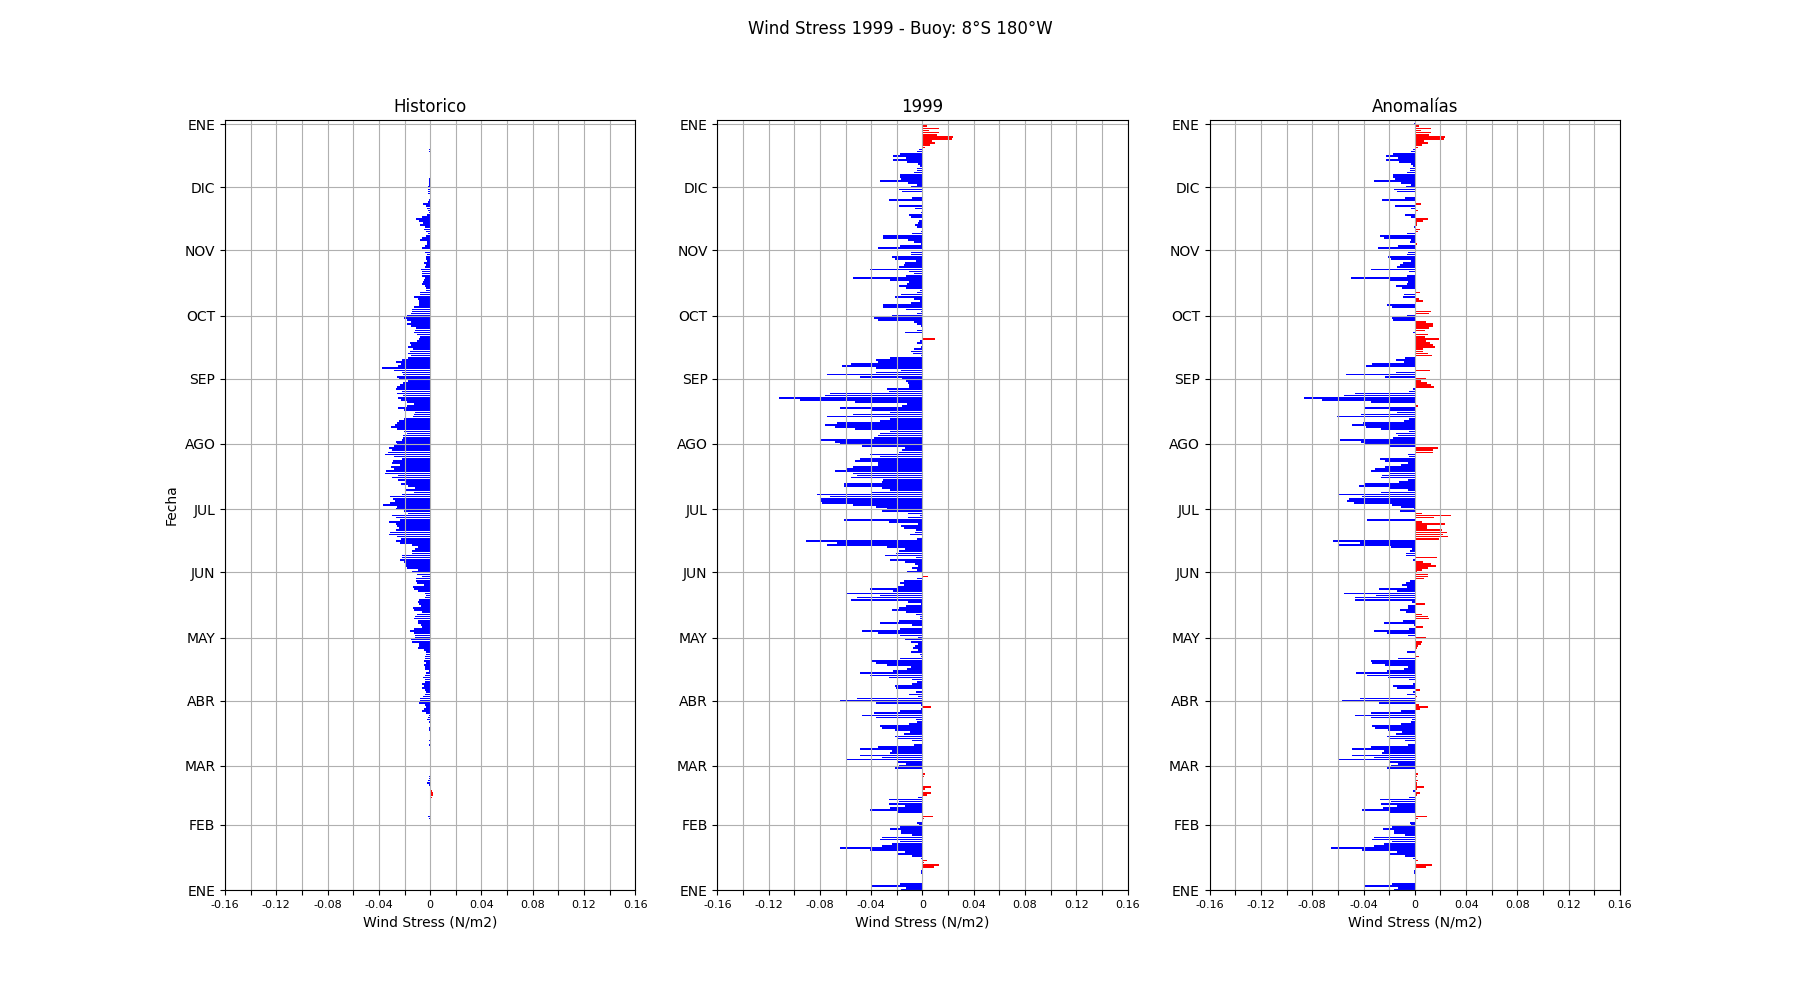 Wind Stress 1999 - Buoy: 8°S 180°W
Historico
1999
Anomalías
Fecha
ENE
DIC
NOV
OCT
SEP
AGO
JUL
JUN
MAY
ABR
MAR
FEB
ENE
-0.16 -0.12 -0.08 -0.04 0 0.04 0.08 0.12 0.16
Wind Stress (N/m2)
ENE
DIC
NOV
OCT
SEP
AGO
JUL
JUN
MAY
ABR
MAR
FEB
ENE
-0.16 -0.12 -0.08 -0.04 0 0.04 0.08 0.12 0.16
Wind Stress (N/m2)
ENE
DIC
NOV
OCT
SEP
AGO
JUL
JUN
MAY
ABR
MAR
FEB
ENE
-0.16 -0.12 -0.08 -0.04 0 0.04 0.08 0.12 0.16
Wind Stress (N/m2)